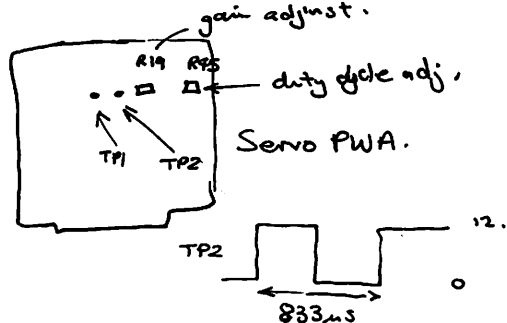 gain adjust.
R19 R45
duty cycle adj.
TP1 TP2
Servo PWA.
TP2
12.
0
833us